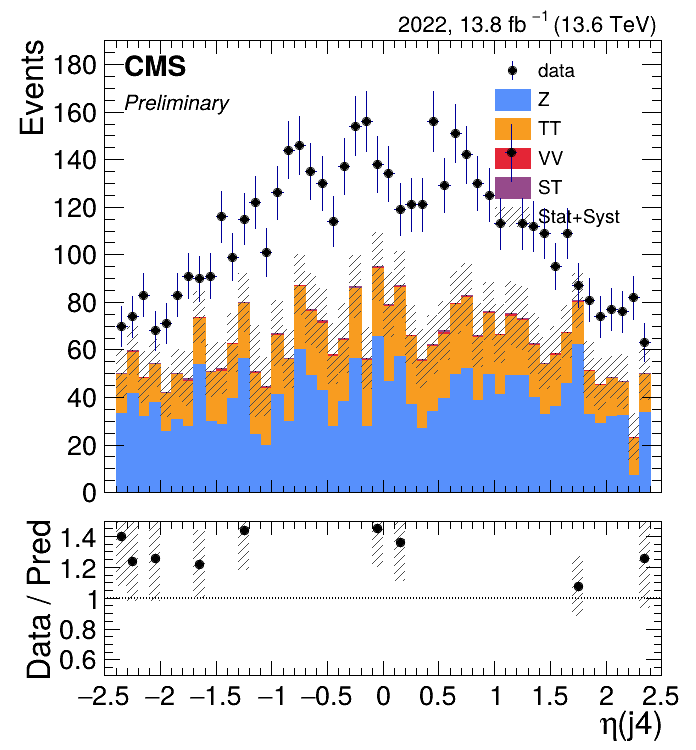 2022, 13.8 fb⁻¹ (13.6 TeV)
CMS
Preliminary
Events
180
160
140
120
100
80
60
40
20
0
data
Z
TT
VV
ST
Stat+Syst
Data / Pred
1.4
1.2
1
0.8
0.6
−2.5 −2 −1.5 −1 −0.5 0 0.5 1 1.5 2 2.5
η(j4)